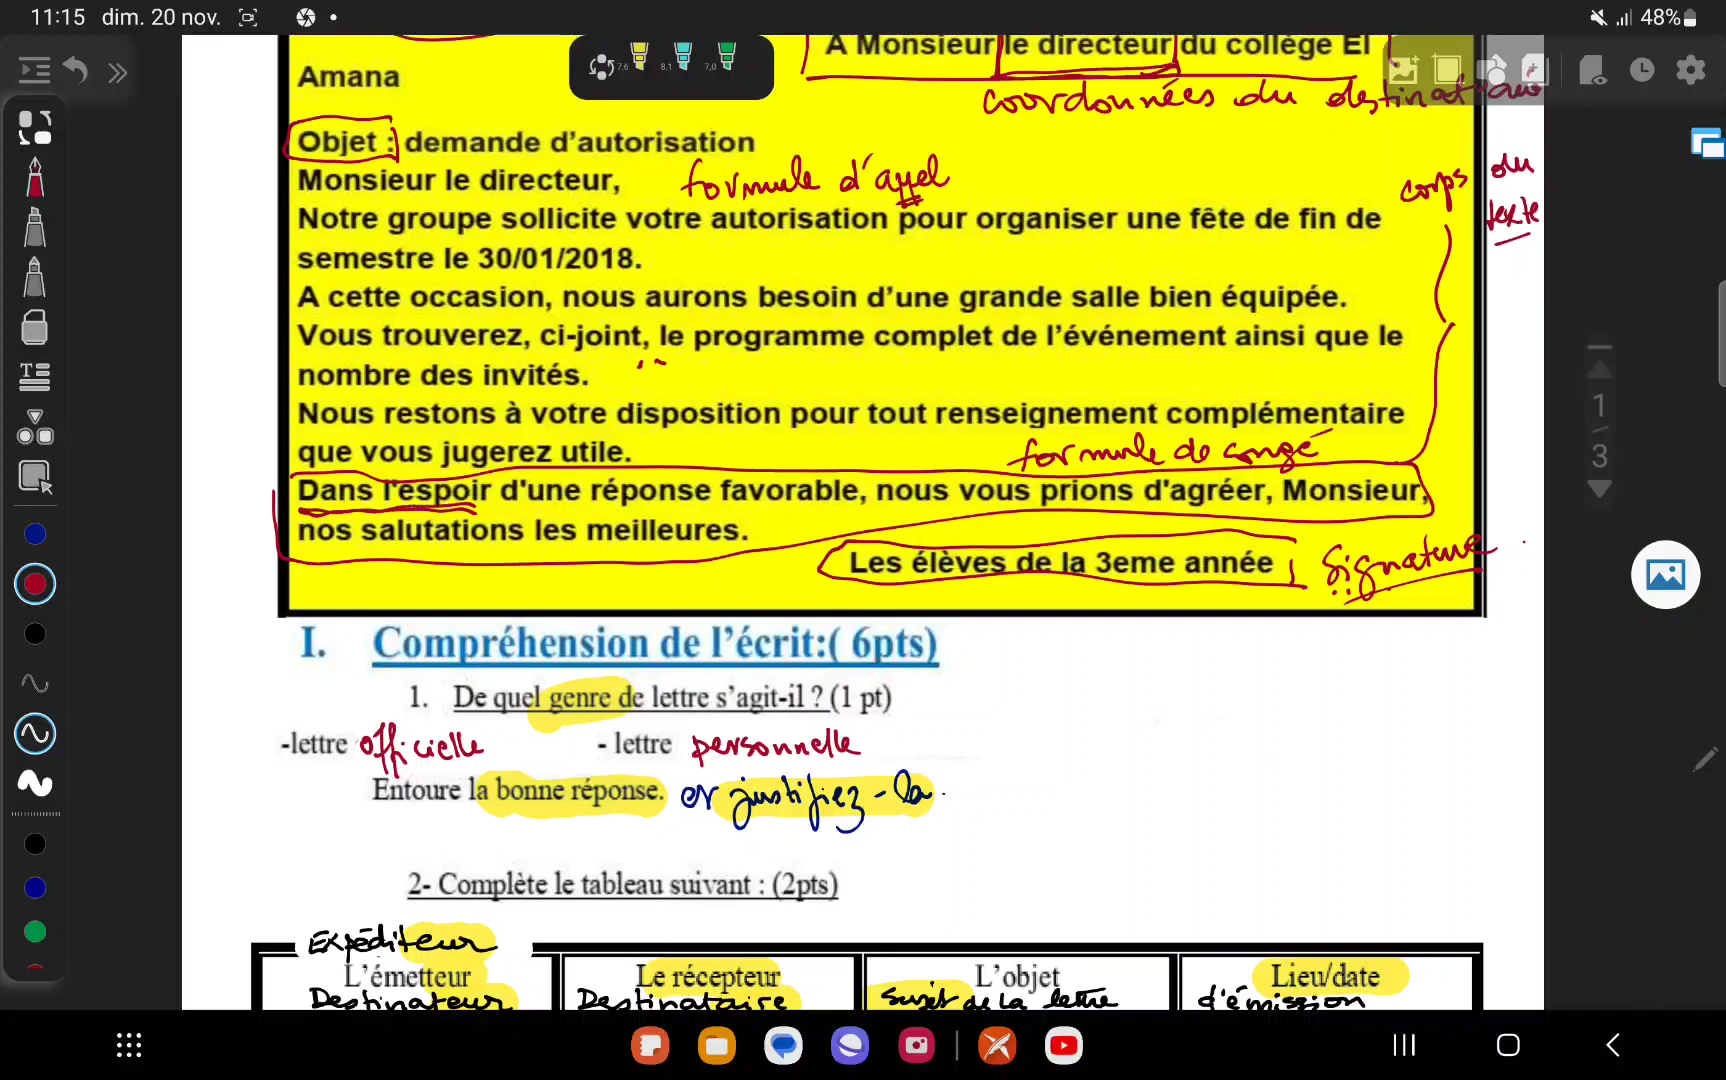 11:15 dim. 20 nov.
48%
A Monsieur le directeur du collège El
Amana
7,6 8,1 7,0
coordonnées du destinataire
Objet : demande d'autorisation
Monsieur le directeur,
formule d'appel
corps du
texte
Notre groupe sollicite votre autorisation pour organiser une fête de fin de
semestre le 30/01/2018.
A cette occasion, nous aurons besoin d'une grande salle bien équipée.
Vous trouverez, ci-joint, le programme complet de l'événement ainsi que le
nombre des invités.
Nous restons à votre disposition pour tout renseignement complémentaire
que vous jugerez utile.
formule de congé
Dans l'espoir d'une réponse favorable, nous vous prions d'agréer, Monsieur,
nos salutations les meilleures.
Les élèves de la 3eme année
signature
1
3
I. Compréhension de l'écrit:( 6pts)
1. De quel genre de lettre s'agit-il ? (1 pt)
-lettre officielle - lettre personnelle
Entoure la bonne réponse. et justifiez-la.
2- Complète le tableau suivant : (2pts)
Expéditeur
L'émetteur Le récepteur L'objet Lieu/date
Destinateur Destinataire sujet de la lettre d'émission